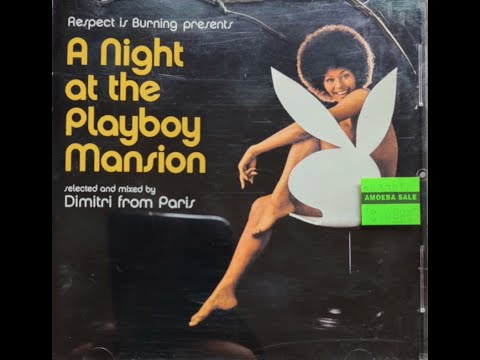 Respect is Burning presents
A Night
at the
Playboy
Mansion
selected and mixed by
Dimitri from Paris
AMOEBA SALE